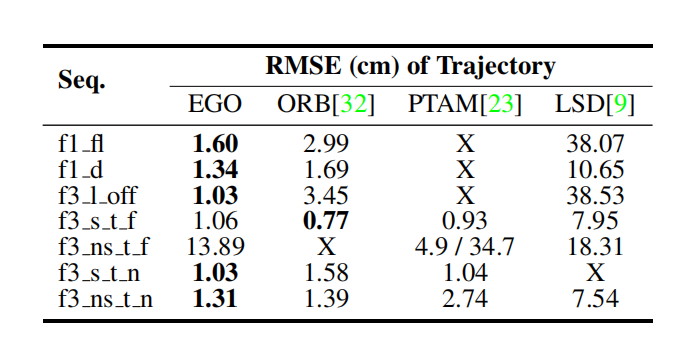 RMSE (cm) of Trajectory
Seq.
EGO ORB[32] PTAM[23] LSD[9]
f1_fl 1.60 2.99 X 38.07
f1_d 1.34 1.69 X 10.65
f3_l_off 1.03 3.45 X 38.53
f3_s_t_f 1.06 0.77 0.93 7.95
f3_ns_t_f 13.89 X 4.9 / 34.7 18.31
f3_s_t_n 1.03 1.58 1.04 X
f3_ns_t_n 1.31 1.39 2.74 7.54